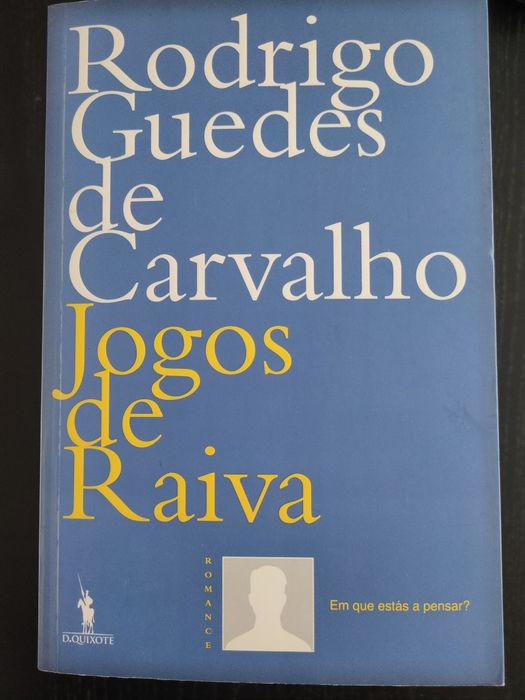 Rodrigo
Guedes
de
Carvalho
Jogos
de
Raiva
ROMANCE
Em que estás a pensar?
D.QUIXOTE